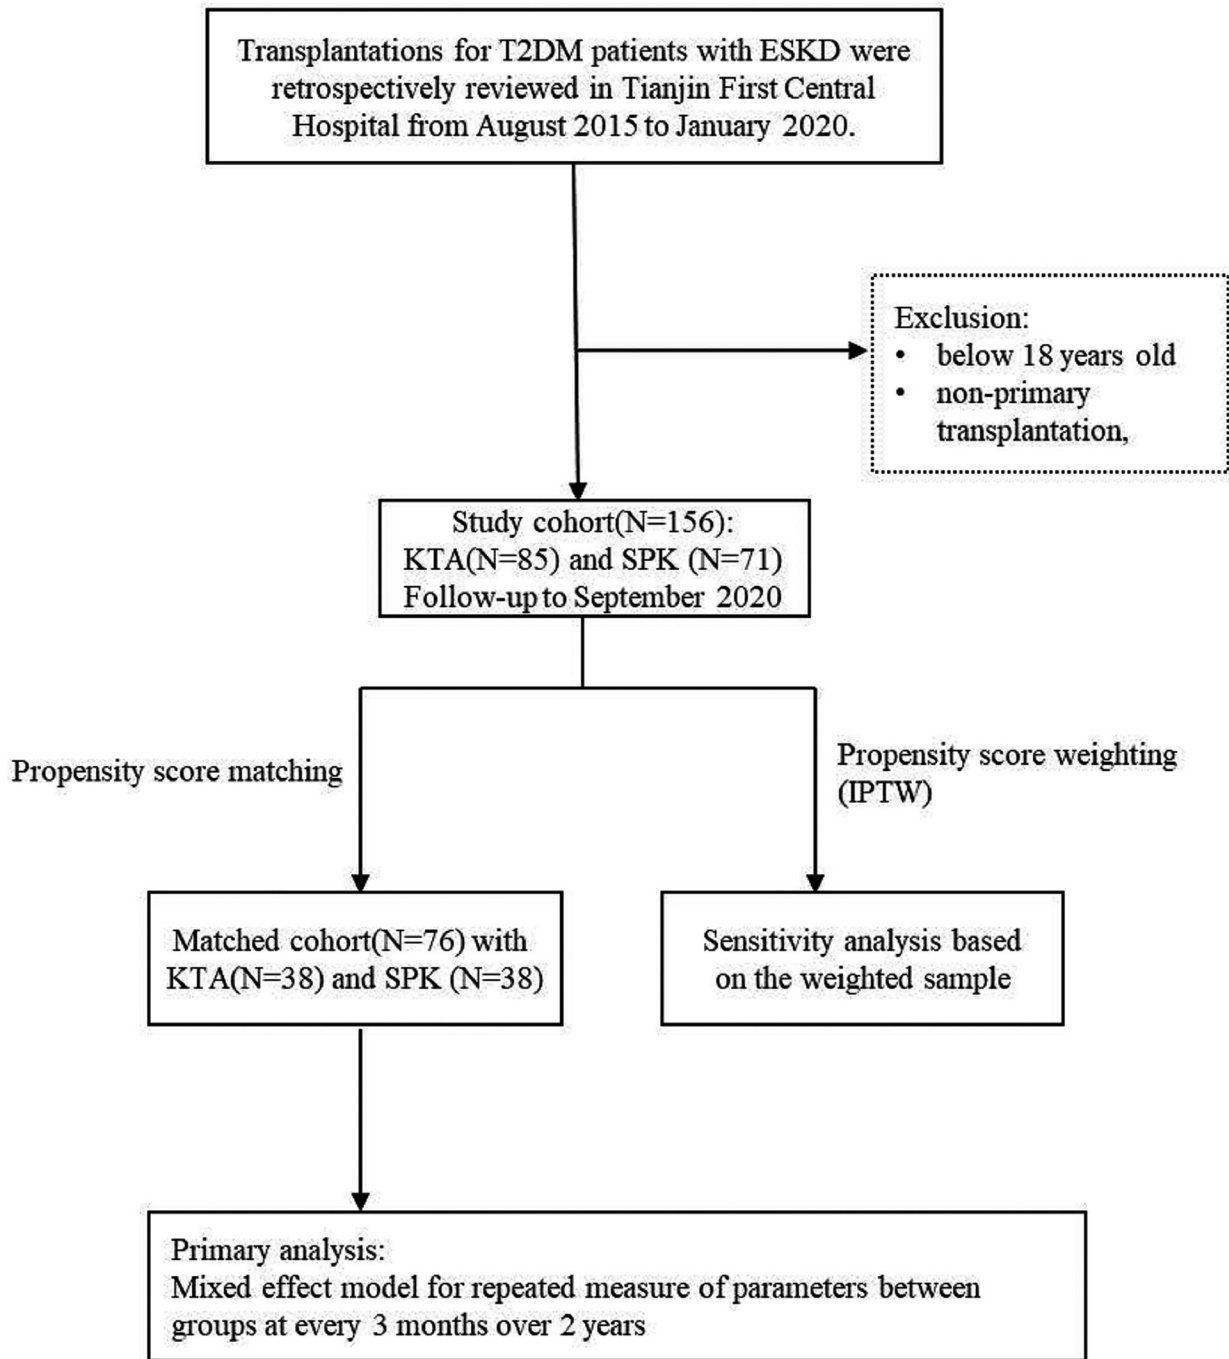 Transplantations for T2DM patients with ESKD were
retrospectively reviewed in Tianjin First Central
Hospital from August 2015 to January 2020.
Exclusion:
• below 18 years old
• non-primary
transplantation,
Study cohort(N=156):
KTA(N=85) and SPK (N=71)
Follow-up to September 2020
Propensity score matching
Propensity score weighting
(IPTW)
Matched cohort(N=76) with
KTA(N=38) and SPK (N=38)
Sensitivity analysis based
on the weighted sample
Primary analysis:
Mixed effect model for repeated measure of parameters between
groups at every 3 months over 2 years